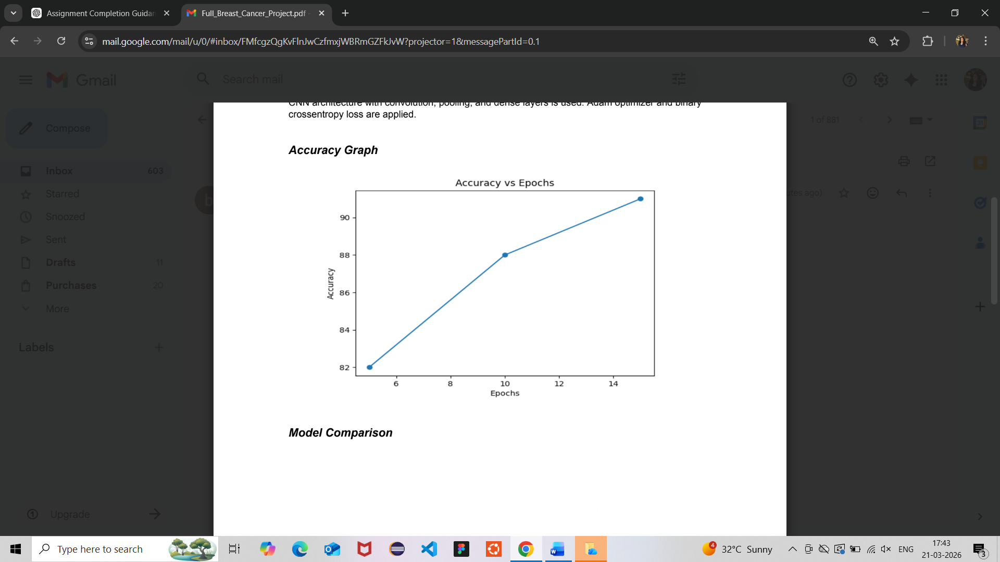 Assignment Completion Guidan
Full_Breast_Cancer_Project.pdf -
mail.google.com/mail/u/0/#inbox/FMfcgzQgKvFlnJwCzfmxjWBRmGZFkJvW?projector=1&messagePartId=0.1
Gmail
Search mail
Compose
1 of 881
Inbox 603
Starred
Snoozed
Sent
Drafts 11
Purchases 20
More
Labels
Upgrade
b
utes ago)
31
CNN architecture with convolution, pooling, and dense layers is used. Adam optimizer and binary
crossentropy loss are applied.
Accuracy Graph
Accuracy vs Epochs
Accuracy
90
88
86
84
82
6 8 10 12 14
Epochs
Model Comparison
Type here to search
4
32°C Sunny
ENG
17:43
21-03-2026
3